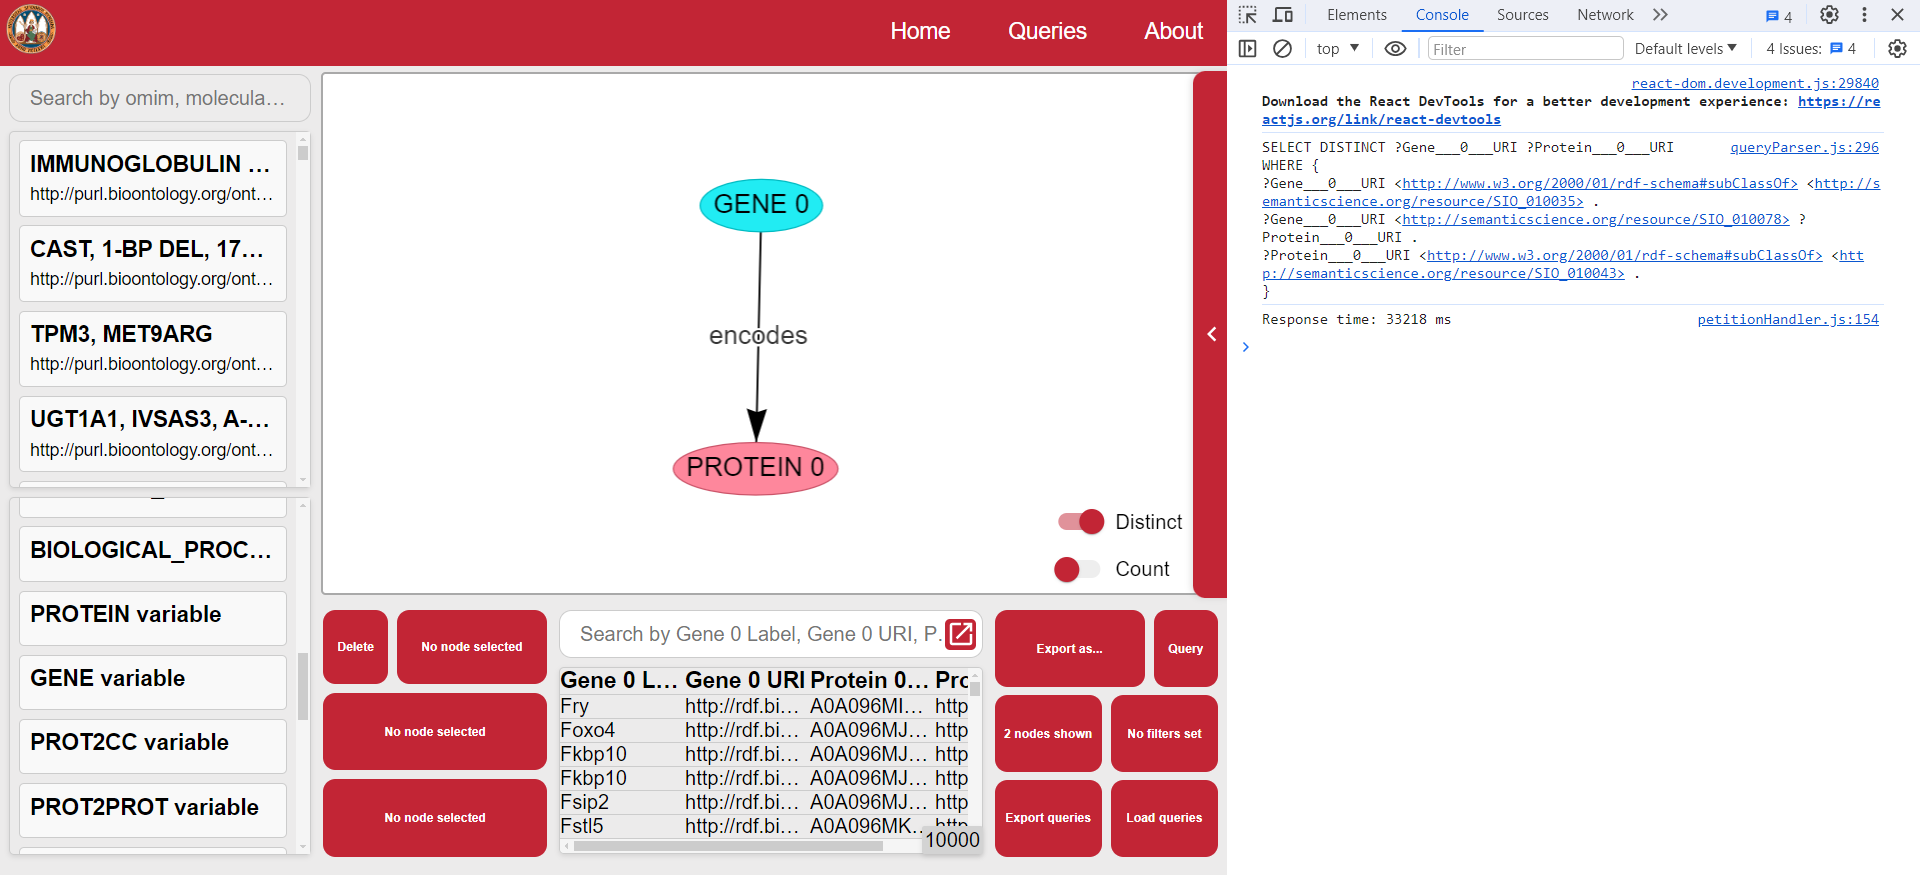 Home
Queries
About
Search by omim, molecula...
IMMUNOGLOBULIN ...
http://purl.bioontology.org/ont...
CAST, 1-BP DEL, 17...
http://purl.bioontology.org/ont...
TPM3, MET9ARG
http://purl.bioontology.org/ont...
UGT1A1, IVSAS3, A-...
http://purl.bioontology.org/ont...
BIOLOGICAL_PROC...
PROTEIN variable
GENE variable
PROT2CC variable
PROT2PROT variable
GENE 0
encodes
PROTEIN 0
Distinct
Count
Delete
No node selected
No node selected
No node selected
Search by Gene 0 Label, Gene 0 URI, P.
Gene 0 L... Gene 0 URI Protein 0... Pro
Fry http://rdf.bi... A0A096MI... http
Foxo4 http://rdf.bi... A0A096MJ... http
Fkbp10 http://rdf.bi... A0A096MJ... http
Fkbp10 http://rdf.bi... A0A096MJ... http
Fsip2 http://rdf.bi... A0A096MJ... http
Fstl5 http://rdf.bi... A0A096MK... http
10000
Export as...
Query
2 nodes shown
No filters set
Export queries
Load queries
Elements
Console
Sources
Network
4
top
Filter
Default levels
4 Issues:
4
react-dom.development.js:29840
Download the React DevTools for a better development experience: https://re
actjs.org/link/react-devtools
SELECT DISTINCT ?Gene___0___URI ?Protein___0___URI queryParser.js:296
WHERE {
?Gene___0___URI <http://www.w3.org/2000/01/rdf-schema#subClassOf> <http://s
emanticscience.org/resource/SIO_010035> .
?Gene___0___URI <http://semanticscience.org/resource/SIO_010078> ?
Protein___0___URI .
?Protein___0___URI <http://www.w3.org/2000/01/rdf-schema#subClassOf> <htt
p://semanticscience.org/resource/SIO_010043> .
}
Response time: 33218 ms petitionHandler.js:154